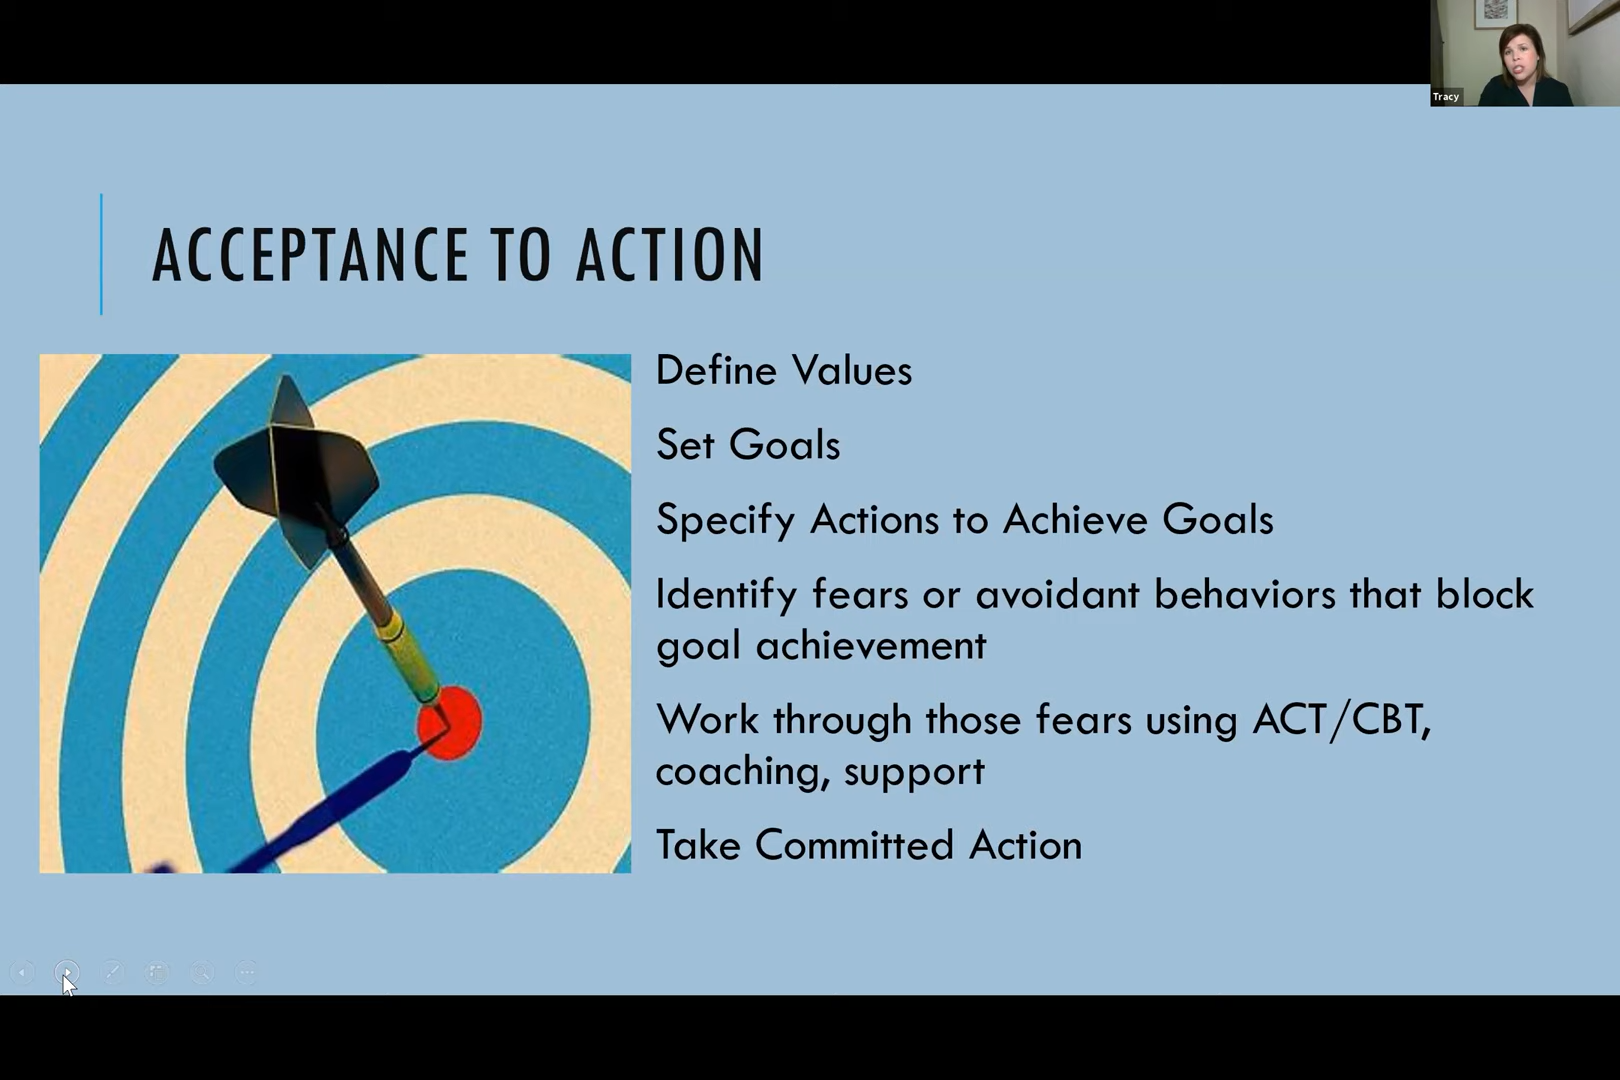 Tracy
ACCEPTANCE TO ACTION
Define Values
Set Goals
Specify Actions to Achieve Goals
Identify fears or avoidant behaviors that block
goal achievement
Work through those fears using ACT/CBT,
coaching, support
Take Committed Action